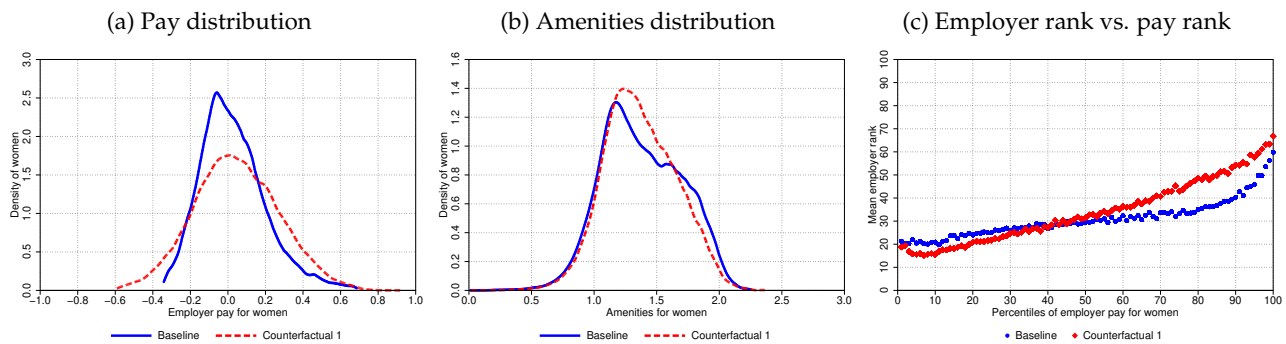 (a) Pay distribution
Density of women
3.0
2.5
2.0
1.5
1.0
0.5
0.0
−1.0 −0.8 −0.6 −0.4 −0.2 0.0 0.2 0.4 0.6 0.8 1.0
Employer pay for women
Baseline Counterfactual 1
(b) Amenities distribution
Density of women
1.6
1.4
1.2
1.0
0.8
0.6
0.4
0.2
0.0
0.0 0.5 1.0 1.5 2.0 2.5 3.0
Amenities for women
Baseline Counterfactual 1
(c) Employer rank vs. pay rank
Mean employer rank
100
90
80
70
60
50
40
30
20
10
0
0 10 20 30 40 50 60 70 80 90 100
Percentiles of employer pay for women
Baseline Counterfactual 1